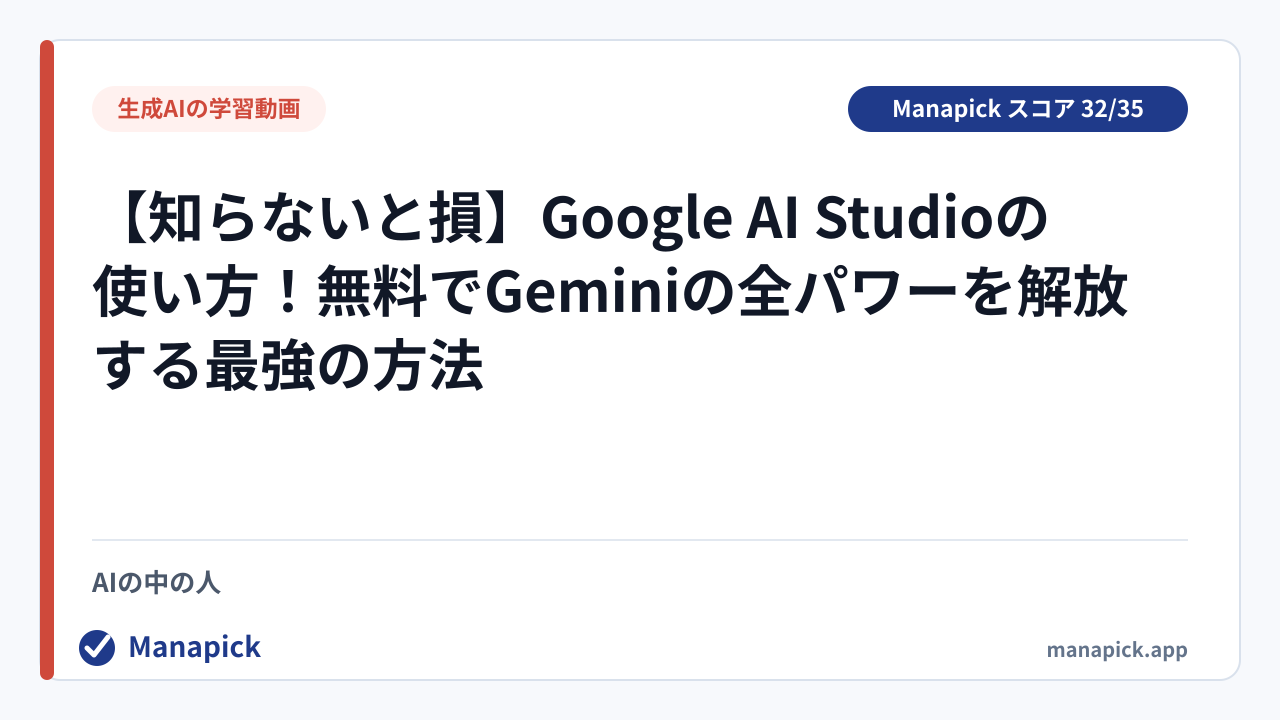 生成AIの学習動画
Manapick スコア 32/35
【知らないと損】Google AI Studioの
使い方！無料でGeminiの全パワーを解放
する最強の方法
AIの中の人
Manapick
manapick.app